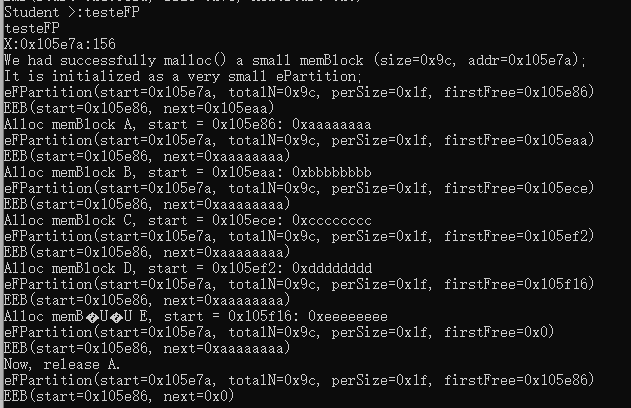 Student >:testeFP
testeFP
X:0x105e7a:156
We had successfully malloc() a small memBlock (size=0x9c, addr=0x105e7a);
It is initialized as a very small ePartition;
eFPartition(start=0x105e7a, totalN=0x9c, perSize=0x1f, firstFree=0x105e86)
EEB(start=0x105e86, next=0x105eaa)
Alloc memBlock A, start = 0x105e86: 0xaaaaaaaa
eFPartition(start=0x105e7a, totalN=0x9c, perSize=0x1f, firstFree=0x105eaa)
EEB(start=0x105e86, next=0xaaaaaaaa)
Alloc memBlock B, start = 0x105eaa: 0xbbbbbbbb
eFPartition(start=0x105e7a, totalN=0x9c, perSize=0x1f, firstFree=0x105ece)
EEB(start=0x105e86, next=0xaaaaaaaa)
Alloc memBlock C, start = 0x105ece: 0xcccccccc
eFPartition(start=0x105e7a, totalN=0x9c, perSize=0x1f, firstFree=0x105ef2)
EEB(start=0x105e86, next=0xaaaaaaaa)
Alloc memBlock D, start = 0x105ef2: 0xdddddddd
eFPartition(start=0x105e7a, totalN=0x9c, perSize=0x1f, firstFree=0x105f16)
EEB(start=0x105e86, next=0xaaaaaaaa)
Alloc memB�U�U E, start = 0x105f16: 0xeeeeeeee
eFPartition(start=0x105e7a, totalN=0x9c, perSize=0x1f, firstFree=0x0)
EEB(start=0x105e86, next=0xaaaaaaaa)
Now, release A.
eFPartition(start=0x105e7a, totalN=0x9c, perSize=0x1f, firstFree=0x105e86)
EEB(start=0x105e86, next=0x0)